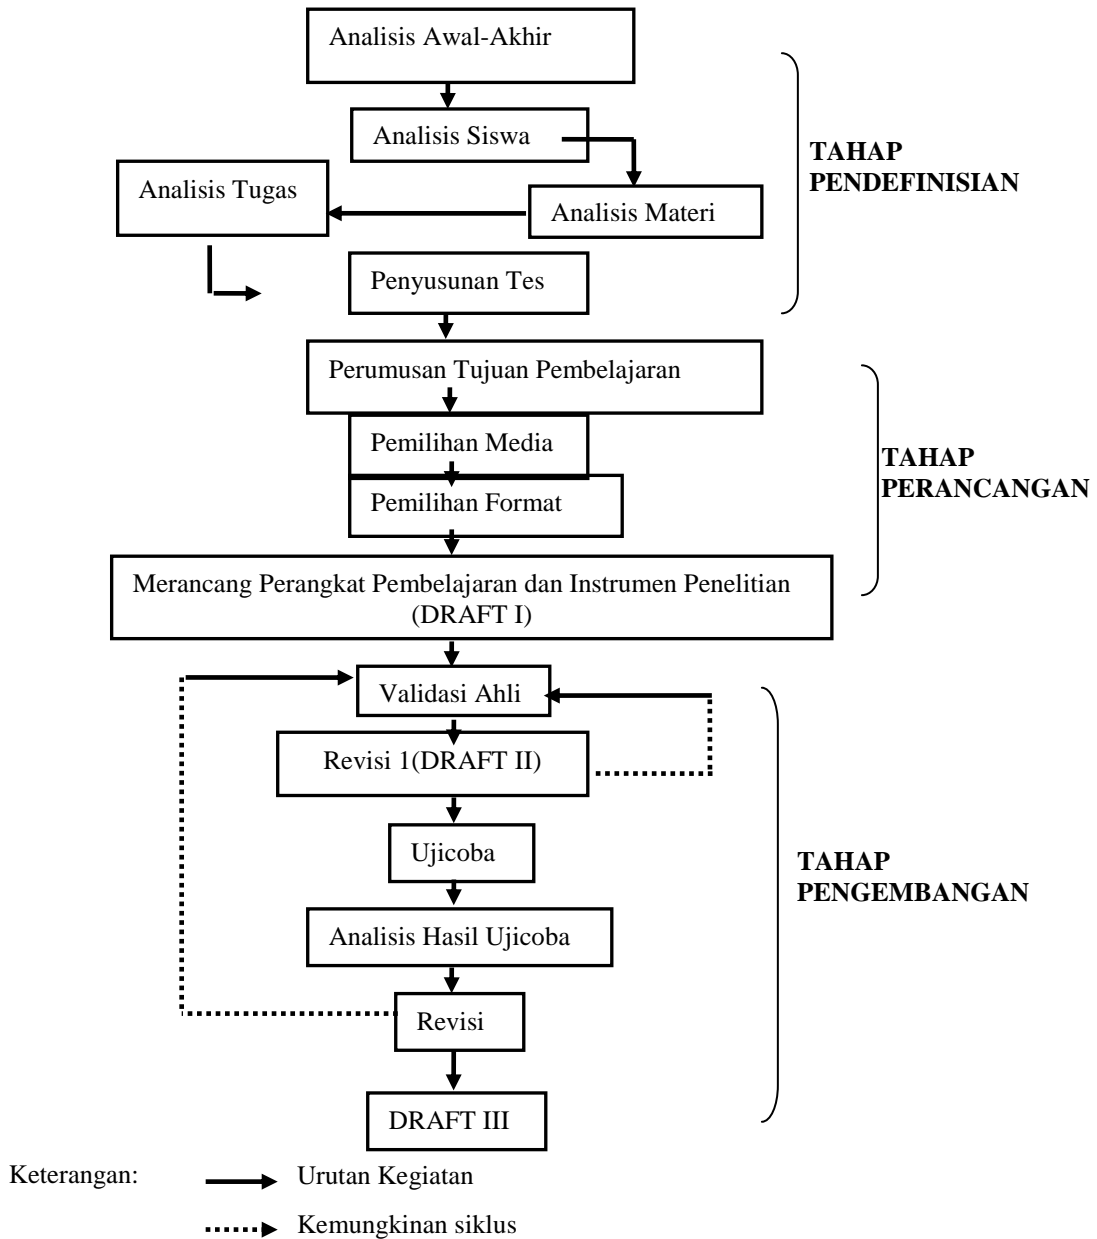 Analisis Awal-Akhir
Analisis Siswa
TAHAP
PENDEFINISIAN
Analisis Tugas
Analisis Materi
Penyusunan Tes
Perumusan Tujuan Pembelajaran
Pemilihan Media
TAHAP
PERANCANGAN
Pemilihan Format
Merancang Perangkat Pembelajaran dan Instrumen Penelitian
(DRAFT I)
Validasi Ahli
Revisi 1(DRAFT II)
Ujicoba
TAHAP
PENGEMBANGAN
Analisis Hasil Ujicoba
Revisi
DRAFT III
Keterangan:
Urutan Kegiatan
Kemungkinan siklus